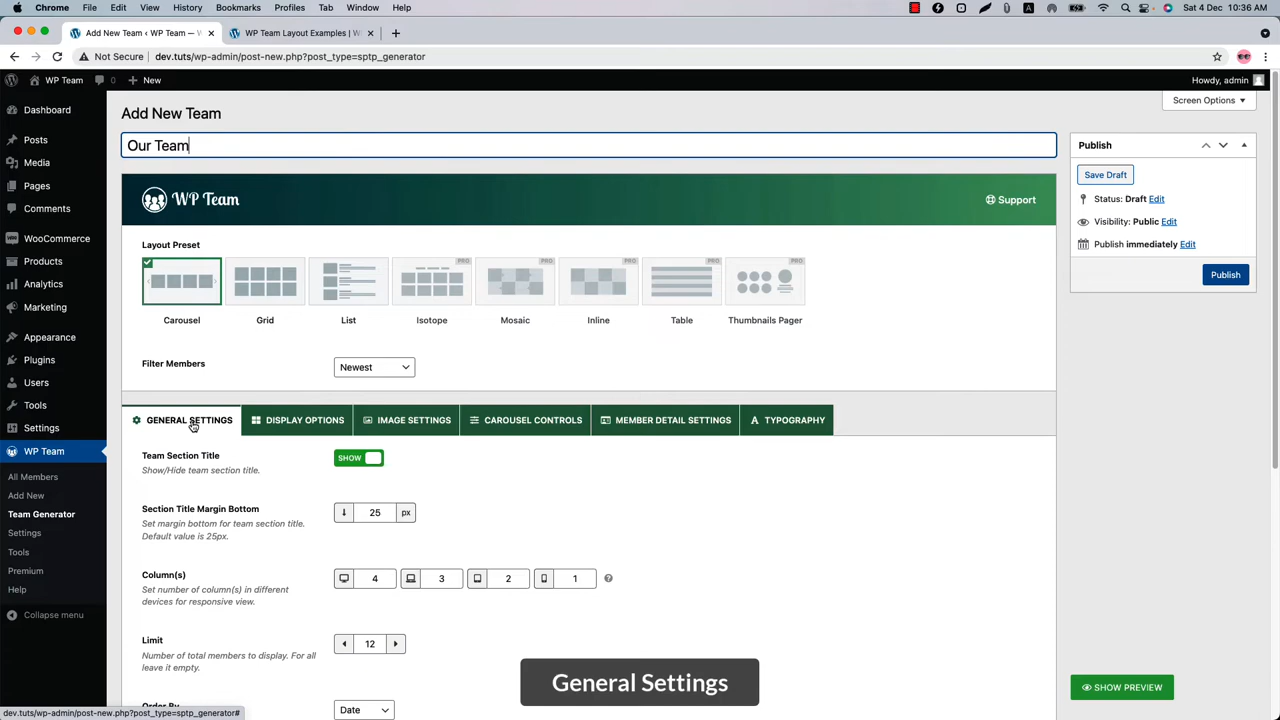 Chrome File Edit View History Bookmarks Profiles Tab Window Help Sat 4 Dec 10:36 AM
Add New Team ‹ WP Team — W
WP Team Layout Examples | W
Not Secure dev.tuts/wp-admin/post-new.php?post_type=sptp_generator
WP Team 0 New Howdy, admin
Dashboard
Posts
Media
Pages
Comments
WooCommerce
Products
Analytics
Marketing
Appearance
Plugins
Users
Tools
Settings
WP Team
All Members
Add New
Team Generator
Settings
Tools
Premium
Help
Collapse menu
Screen Options
Add New Team
Our Team
WP Team
Support
Layout Preset
PRO PRO PRO PRO PRO
Carousel Grid List Isotope Mosaic Inline Table Thumbnails Pager
Filter Members Newest
GENERAL SETTINGS DISPLAY OPTIONS IMAGE SETTINGS CAROUSEL CONTROLS MEMBER DETAIL SETTINGS TYPOGRAPHY
Team Section Title SHOW
Show/Hide team section title.
Section Title Margin Bottom 25 px
Set margin bottom for team section title.
Default value is 25px.
Column(s) 4 3 2 1
Set number of column(s) in different
devices for responsive view.
Limit 12
Number of total members to display. For all
leave it empty.
Order By Date
Publish
Save Draft
Status: Draft Edit
Visibility: Public Edit
Publish immediately Edit
Publish
General Settings
SHOW PREVIEW
dev.tuts/wp-admin/post-new.php?post_type=sptp_generator#